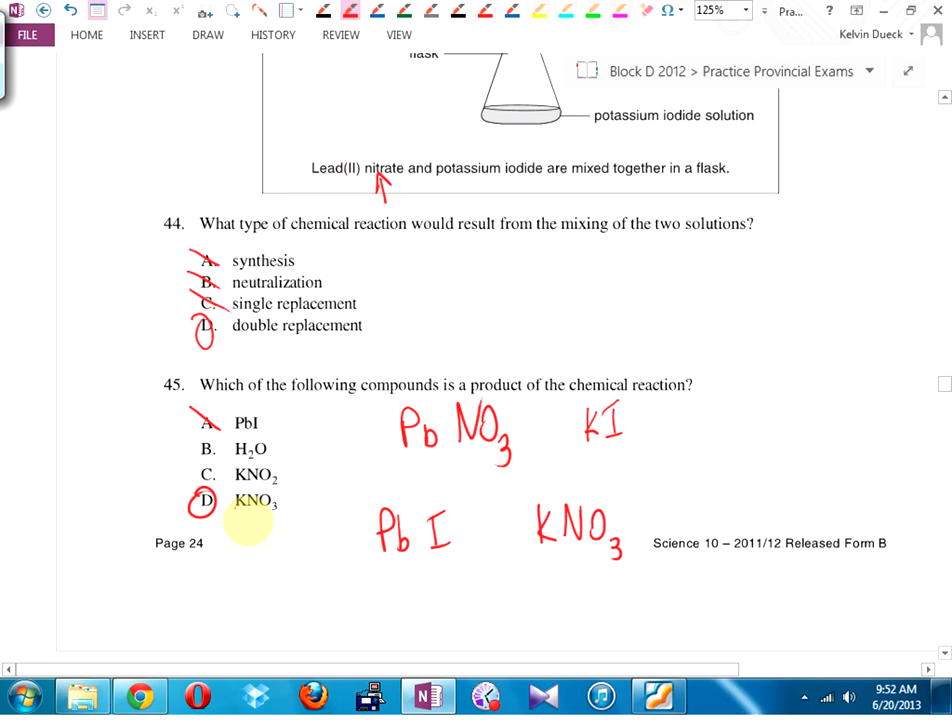 125%
Pra...
?
FILE
HOME
INSERT
DRAW
HISTORY
REVIEW
VIEW
Kelvin Dueck
flask
Block D 2012 > Practice Provincial Exams
potassium iodide solution
Lead(II) nitrate and potassium iodide are mixed together in a flask.
44. What type of chemical reaction would result from the mixing of the two solutions?
A. synthesis
B. neutralization
C. single replacement
D. double replacement
45. Which of the following compounds is a product of the chemical reaction?
A. PbI
B. H₂O
C. KNO₂
D. KNO₃
Pb NO₃ KI
Pb I KNO₃
Page 24
Science 10 – 2011/12 Released Form B
9:52 AM
6/20/2013